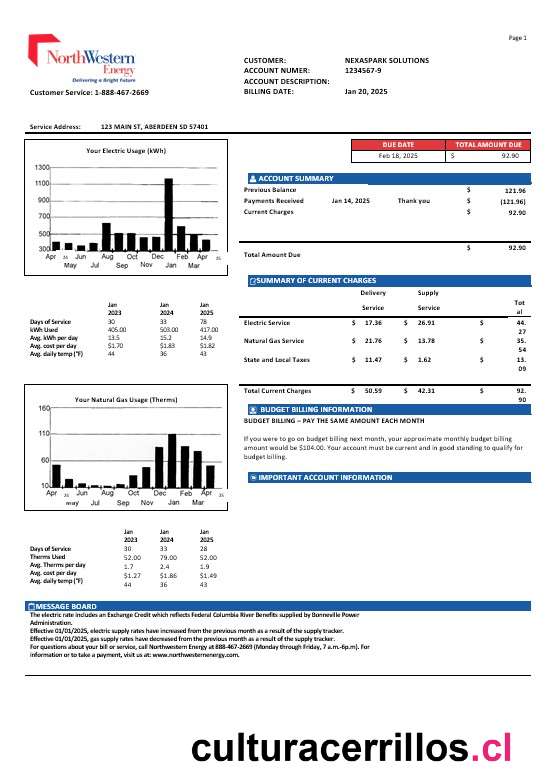 Page 1
NorthWestern
Energy
Delivering a Bright Future
Customer Service: 1-888-467-2669
CUSTOMER: NEXASPARK SOLUTIONS
ACCOUNT NUMER: 1234567-9
ACCOUNT DESCRIPTION:
BILLING DATE: Jan 20, 2025
Service Address: 123 MAIN ST, ABERDEEN SD 57401
DUE DATE TOTAL AMOUNT DUE
Feb 18, 2025 $ 92.90
Your Electric Usage (kWh)
1300
1100
900
700
500
300
Apr Jun Aug Oct Dec Feb Apr
May Jul Sep Nov Jan Mar
ACCOUNT SUMMARY
Previous Balance $ 121.96
Payments Received Jan 14, 2025 Thank you $ (121.96)
Current Charges $ 92.90
Total Amount Due $ 92.90
SUMMARY OF CURRENT CHARGES
Delivery Supply
Service Service Tot
al
Electric Service $ 17.36 $ 26.91 $ 44.
27
Natural Gas Service $ 21.76 $ 13.78 $ 35.
54
State and Local Taxes $ 11.47 $ 1.62 $ 13.
09
Total Current Charges $ 50.59 $ 42.31 $ 92.
90
Jan Jan Jan
2023 2024 2025
Days of Service 30 33 78
kWh Used 405.00 503.00 417.00
Avg. kWh per day 13.5 15.2 14.9
Avg. cost per day $1.70 $1.83 $1.82
Avg. daily temp (°F) 44 36 43
BUDGET BILLING INFORMATION
BUDGET BILLING – PAY THE SAME AMOUNT EACH MONTH
If you were to go on budget billing next month, your approximate monthly budget billing
amount would be $104.00. Your account must be current and in good standing to qualify for
budget billing.
IMPORTANT ACCOUNT INFORMATION
Your Natural Gas Usage (Therms)
160
110
60
10
Apr Jun Aug Oct Dec Feb Apr
May Jul Sep Nov Jan Mar
Jan Jan Jan
2023 2024 2025
Days of Service 30 33 28
Therms Used 52.00 79.00 52.00
Avg. Therms per day 1.7 2.4 1.9
Avg. cost per day $1.27 $1.86 $1.49
Avg. daily temp (°F) 44 36 43
MESSAGE BOARD
The electric rate includes an Exchange Credit which reflects Federal Columbia River Benefits supplied by Bonneville Power
Administration.
Effective 01/01/2025, electric supply rates have increased from the previous month as a result of the supply tracker.
Effective 01/01/2025, gas supply rates have decreased from the previous month as a result of the supply tracker.
For questions about your bill or service, call Northwestern Energy at 888-467-2669 (Monday through Friday, 7 a.m.-6p.m). For
information or to take a payment, visit us at: www.northwesternenergy.com.
culturacerrillos.cl